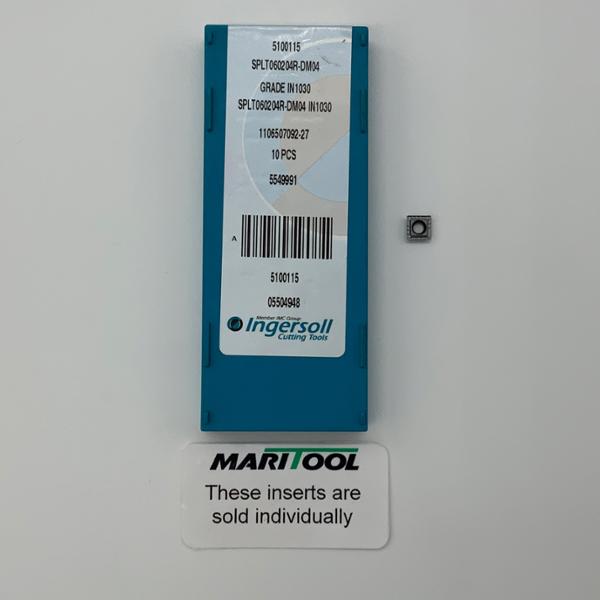 5100115
SPLT060204R-DM04
GRADE IN1030
SPLT060204R-DM04 IN1030
1106507092-27
10 PCS
5549991
A
5100115
05504948
Member IMC Group
Ingersoll
Cutting Tools
MARITOOL
These inserts are
sold individually